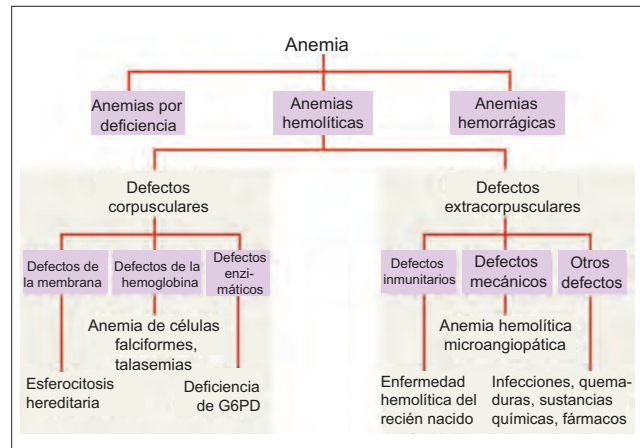 Anemia
Anemias por
deficiencia
Anemias
hemolíticas
Anemias
hemorrágicas
Defectos
corpusculares
Defectos
extracorpusculares
Defectos de
la membrana
Defectos de la
hemoglobina
Defectos
enzi-
máticos
Defectos
inmunitarios
Defectos
mecánicos
Otros
defectos
Anemia de células
falciformes,
talasemias
Anemia hemolítica
microangiopática
Esferocitosis
hereditaria
Deficiencia
de G6PD
Enfermedad
hemolítica del
recién nacido
Infecciones, quema-
duras, sustancias
químicas, fármacos